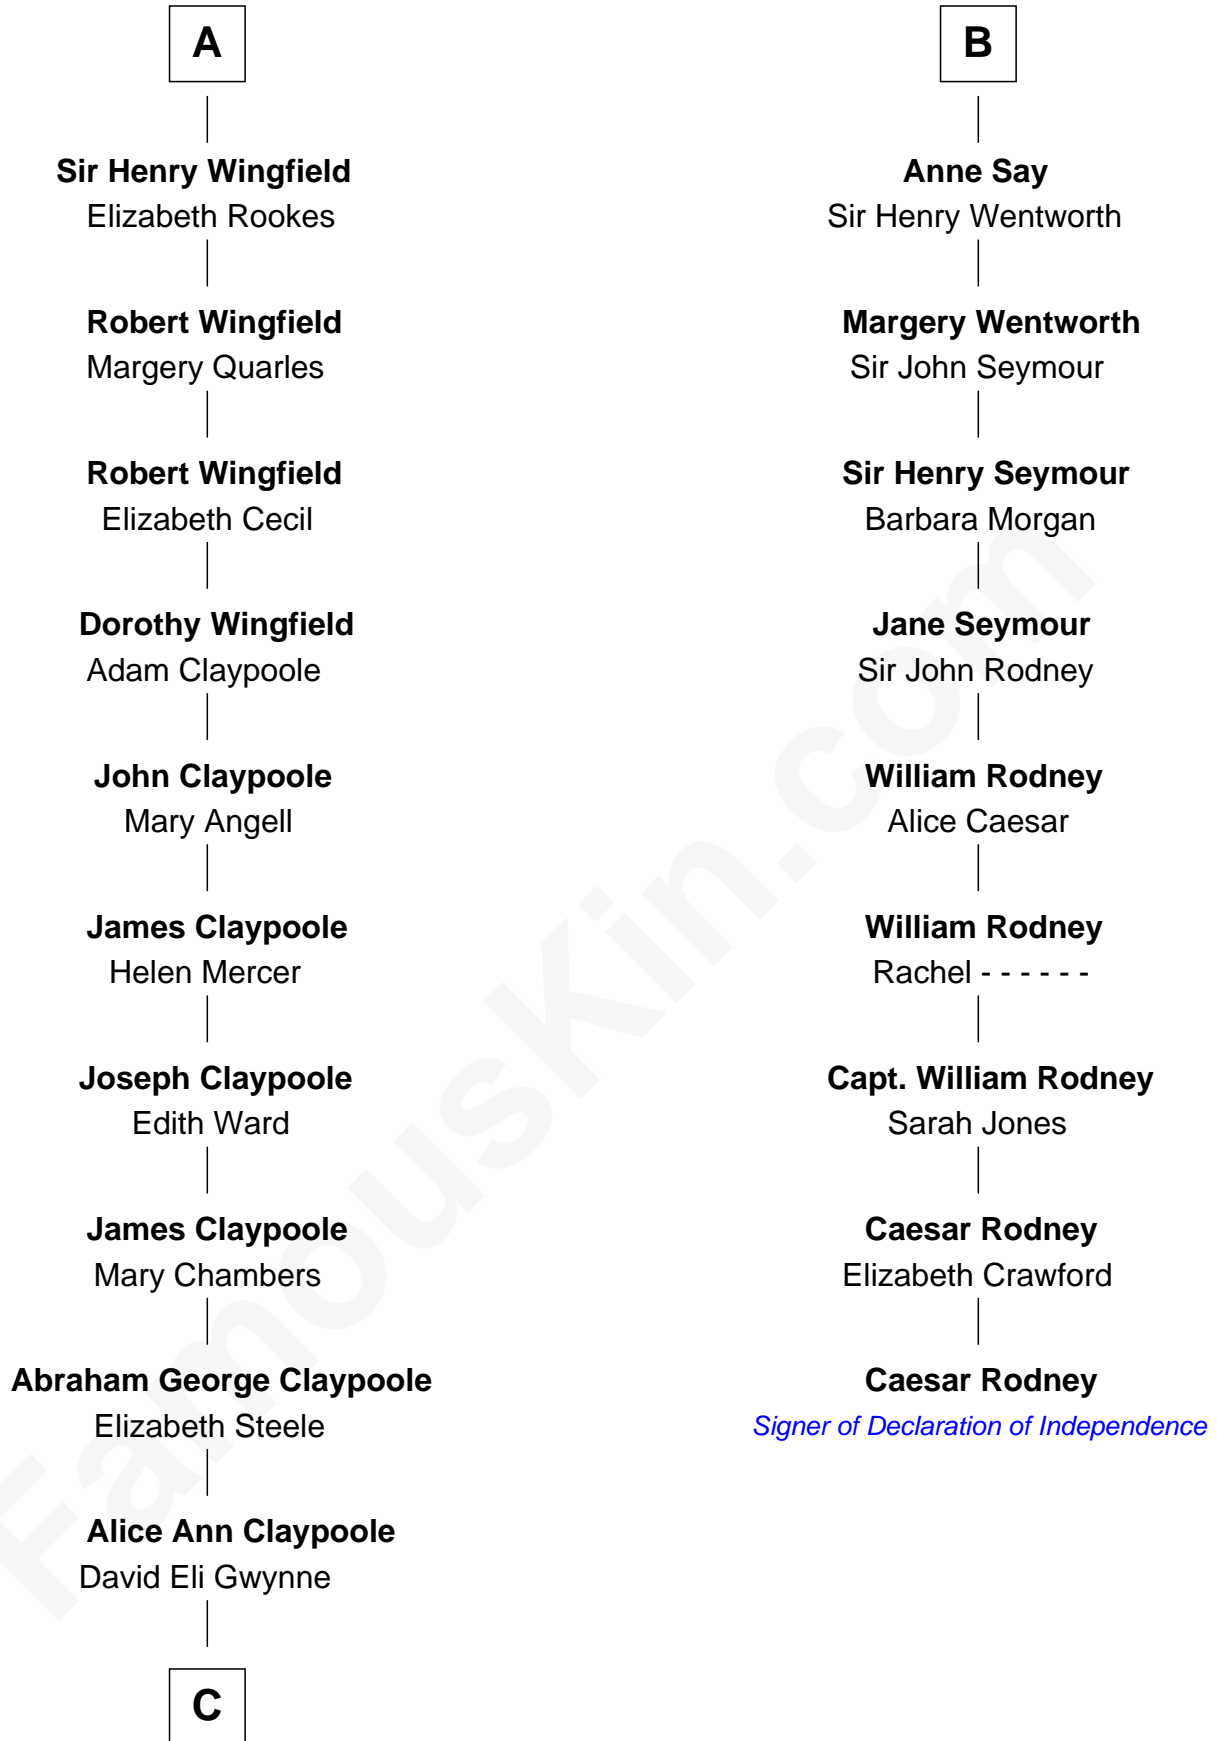 A
Sir Henry Wingfield
Elizabeth Rookes
Robert Wingfield
Margery Quarles
Robert Wingfield
Elizabeth Cecil
Dorothy Wingfield
Adam Claypoole
John Claypoole
Mary Angell
James Claypoole
Helen Mercer
Joseph Claypoole
Edith Ward
James Claypoole
Mary Chambers
Abraham George Claypoole
Elizabeth Steele
Alice Ann Claypoole
David Eli Gwynne
C
B
Anne Say
Sir Henry Wentworth
Margery Wentworth
Sir John Seymour
Sir Henry Seymour
Barbara Morgan
Jane Seymour
Sir John Rodney
William Rodney
Alice Caesar
William Rodney
Rachel - - - - - -
Capt. William Rodney
Sarah Jones
Caesar Rodney
Elizabeth Crawford
Caesar Rodney
Signer of Declaration of Independence
FamousKin.com